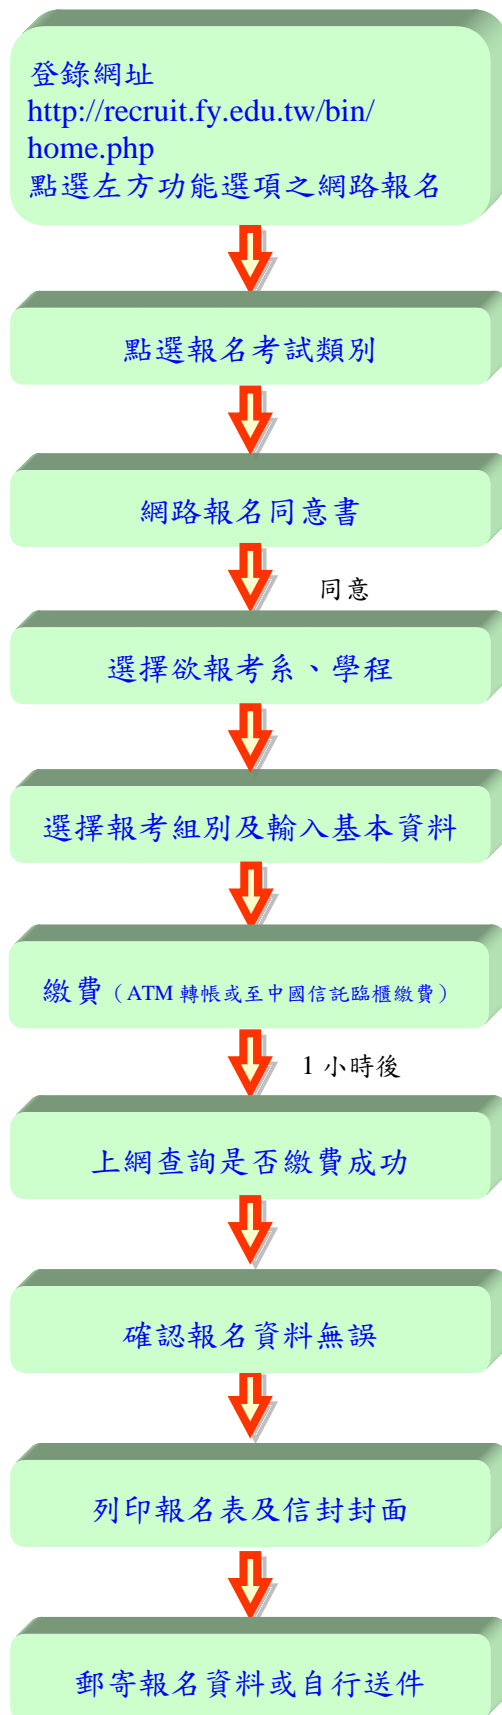 登錄網址
http://recruit.fy.edu.tw/bin/
home.php
點選左方功能選項之網路報名
點選報名考試類別
網路報名同意書
同意
選擇欲報考系、學程
選擇報考組別及輸入基本資料
繳費（ATM 轉帳或至中國信託臨櫃繳費）
1 小時後
上網查詢是否繳費成功
確認報名資料無誤
列印報名表及信封封面
郵寄報名資料或自行送件